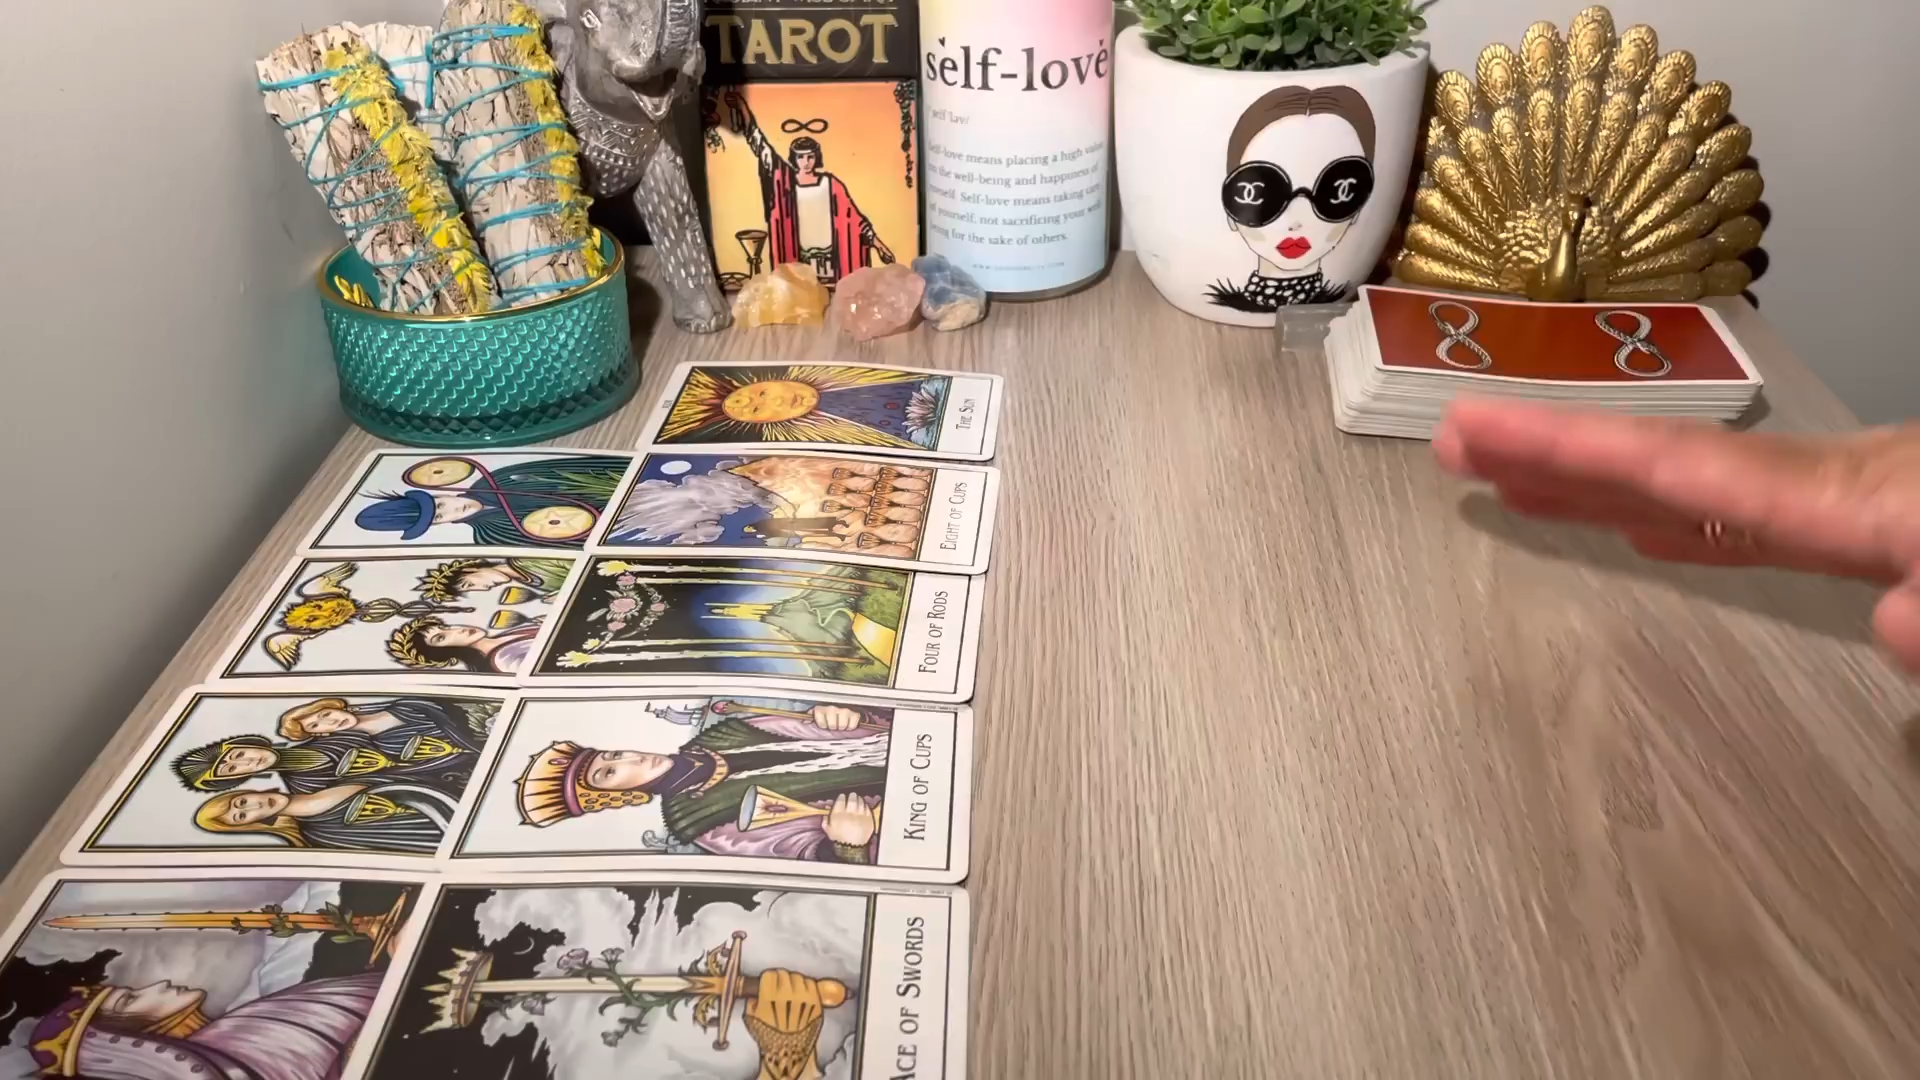 TAROT
self-love
self-love means placing a high value
on the well-being and happiness of
yourself. Self-love means taking care
of yourself, not sacrificing your well
being for the sake of others.
THE SUN
EIGHT OF CUPS
FOUR OF RODS
KING OF CUPS
ACE OF SWORDS